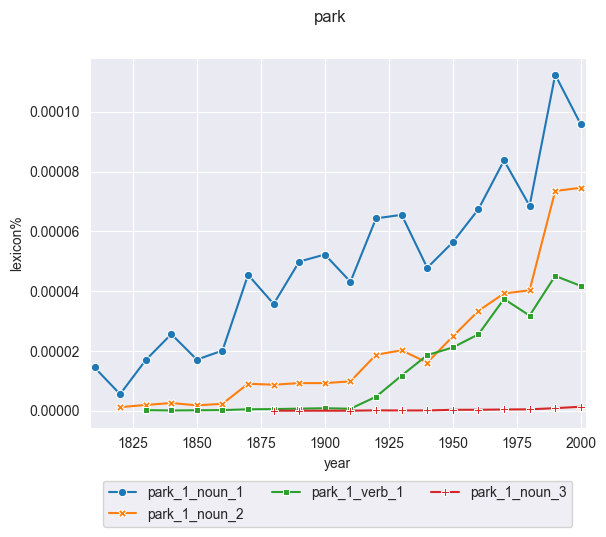 park
0.00010
0.00008
0.00006
0.00004
0.00002
0.00000
lexicon%
1825 1850 1875 1900 1925 1950 1975 2000
year
park_1_noun_1 park_1_verb_1 park_1_noun_3
park_1_noun_2